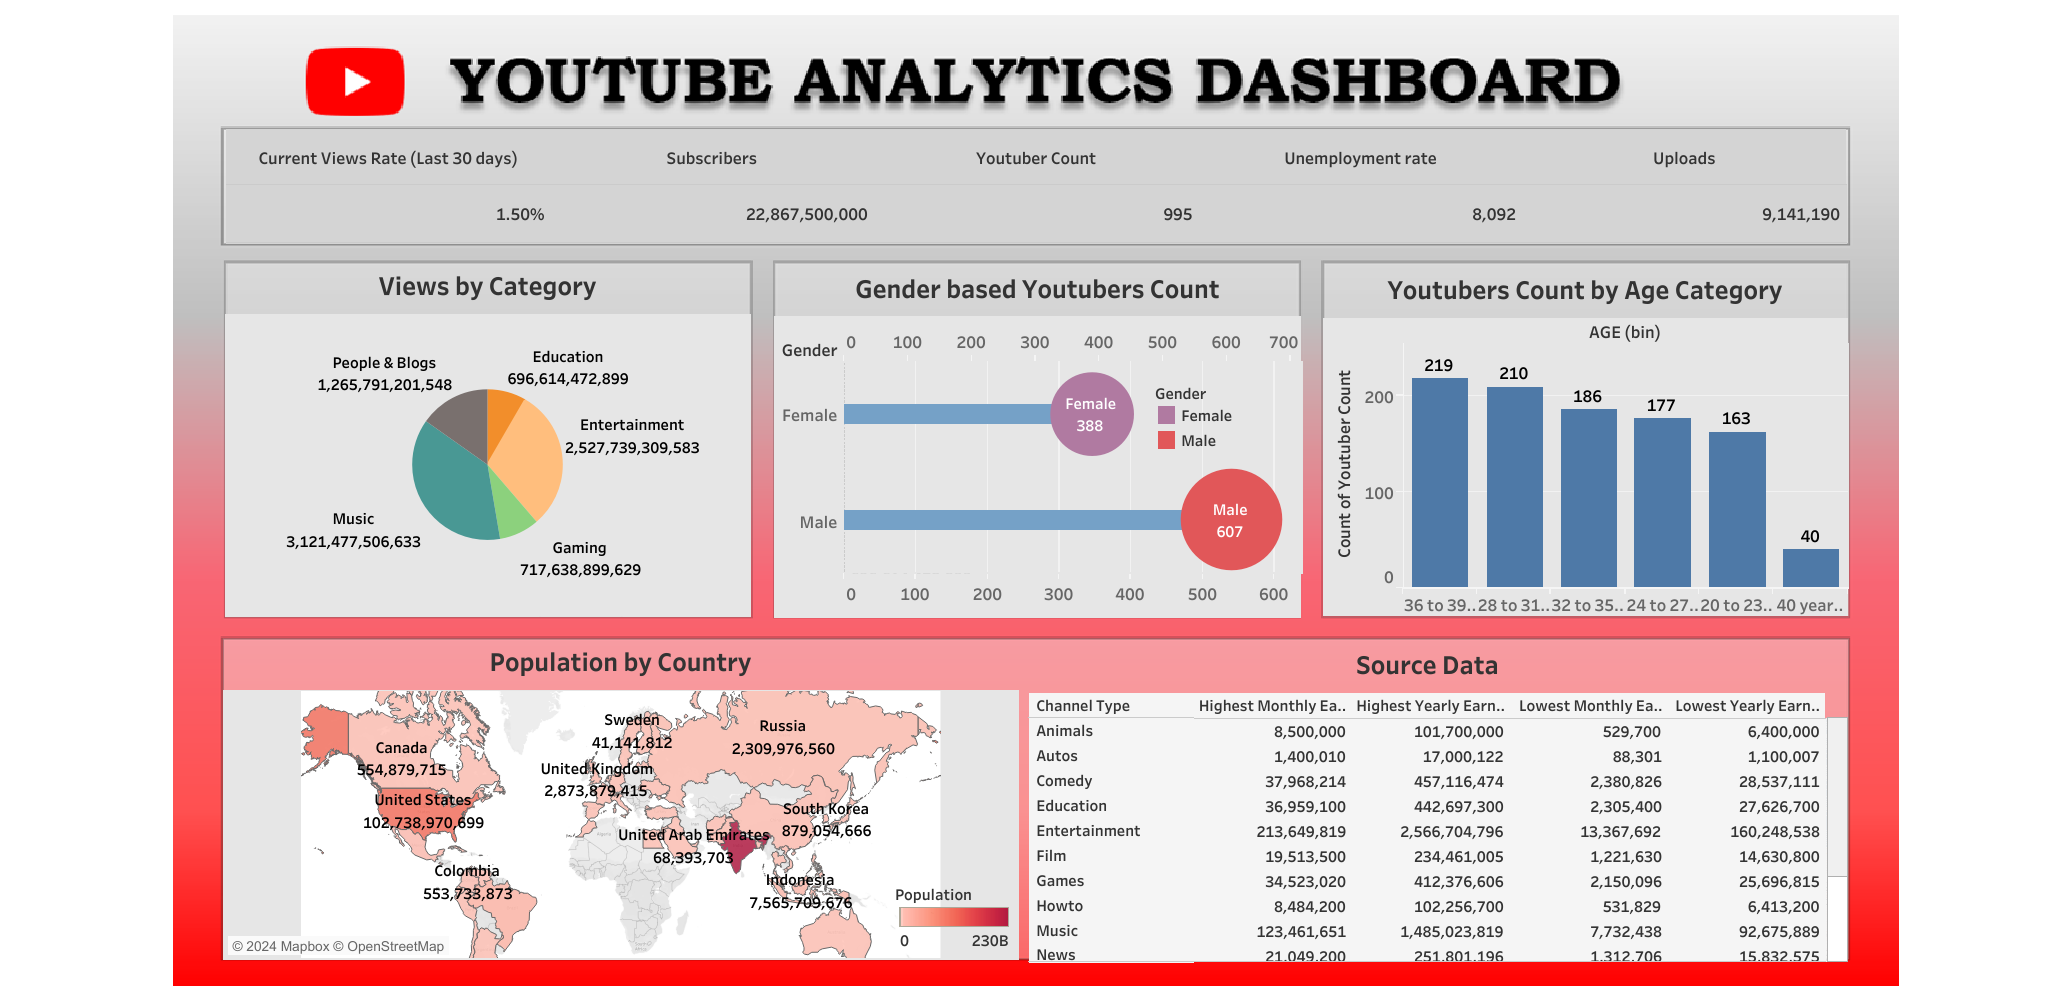 YOUTUBE ANALYTICS DASHBOARD
Current Views Rate (Last 30 days) Subscribers Youtuber Count Unemployment rate Uploads
1.50% 22,867,500,000 995 8,092 9,141,190
Views by Category
People & Blogs
1,265,791,201,548
Education
696,614,472,899
Entertainment
2,527,739,309,583
Music
3,121,477,506,633
Gaming
717,638,899,629
Gender based Youtubers Count
Gender 0 100 200 300 400 500 600 700
Female
Female
388
Male
Male
607
Gender
Female
Male
0 100 200 300 400 500 600
Youtubers Count by Age Category
AGE (bin)
Count of Youtuber Count
200
100
0
219 210 186 177 163 40
36 to 39.. 28 to 31.. 32 to 35.. 24 to 27.. 20 to 23.. 40 year..
Population by Country
Canada
554,879,715
United States
102,738,970,699
Colombia
553,733,873
Sweden
41,141,812
United Kingdom
2,873,879,415
Russia
2,309,976,560
South Korea
879,054,666
United Arab Emirates
68,393,703
Indonesia
7,565,709,676
Population
0 230B
© 2024 Mapbox © OpenStreetMap
Source Data
Channel Type Highest Monthly Ea.. Highest Yearly Earn.. Lowest Monthly Ea.. Lowest Yearly Earn..
Animals 8,500,000 101,700,000 529,700 6,400,000
Autos 1,400,010 17,000,122 88,301 1,100,007
Comedy 37,968,214 457,116,474 2,380,826 28,537,111
Education 36,959,100 442,697,300 2,305,400 27,626,700
Entertainment 213,649,819 2,566,704,796 13,367,692 160,248,538
Film 19,513,500 234,461,005 1,221,630 14,630,800
Games 34,523,020 412,376,606 2,150,096 25,696,815
Howto 8,484,200 102,256,700 531,829 6,413,200
Music 123,461,651 1,485,023,819 7,732,438 92,675,889
News 21,049,200 251,801,196 1,312,706 15,832,575